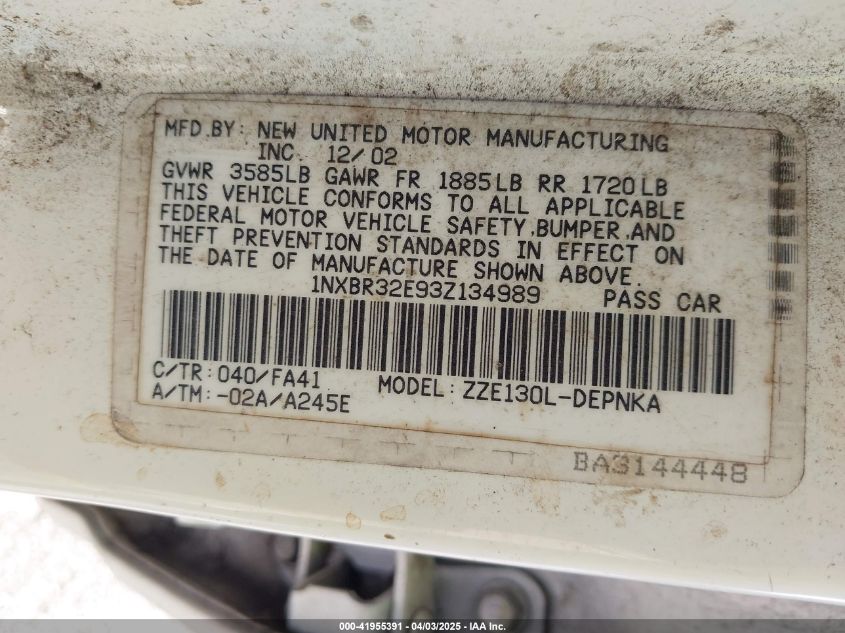 MFD.BY: NEW UNITED MOTOR MANUFACTURING
INC. 12/02
GVWR 3585LB GAWR FR 1885LB RR 1720LB
THIS VEHICLE CONFORMS TO ALL APPLICABLE
FEDERAL MOTOR VEHICLE SAFETY,BUMPER,AND
THEFT PREVENTION STANDARDS IN EFFECT ON
THE DATE OF MANUFACTURE SHOWN ABOVE.
1NXBR32E93Z134989 PASS CAR
C/TR:040/FA41 MODEL:ZZE130L-DEPNKA
A/TM:-02A/A245E
BA3144448
000-41955391 - 04/03/2025 - IAA Inc.